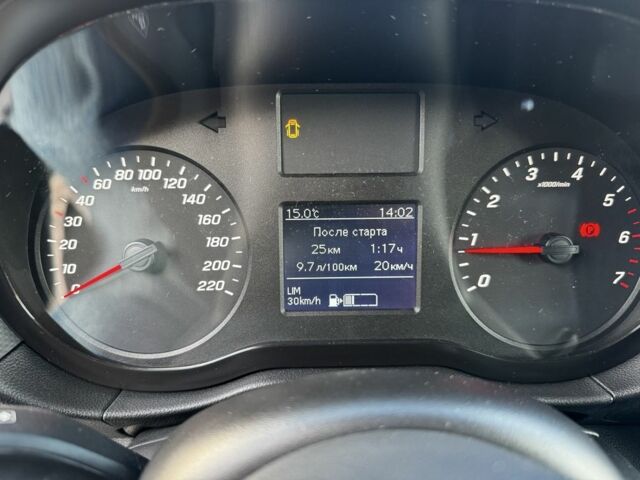 0 10 20 30 40 60 80 100 120 140 160 180 200 220
km/h
15.0°C 14:02
После старта
25км 1:17ч
9.7 л/100км 20км/ч
LIM
30km/h
0 1 2 3 4 5 6 7
x1000/min
P